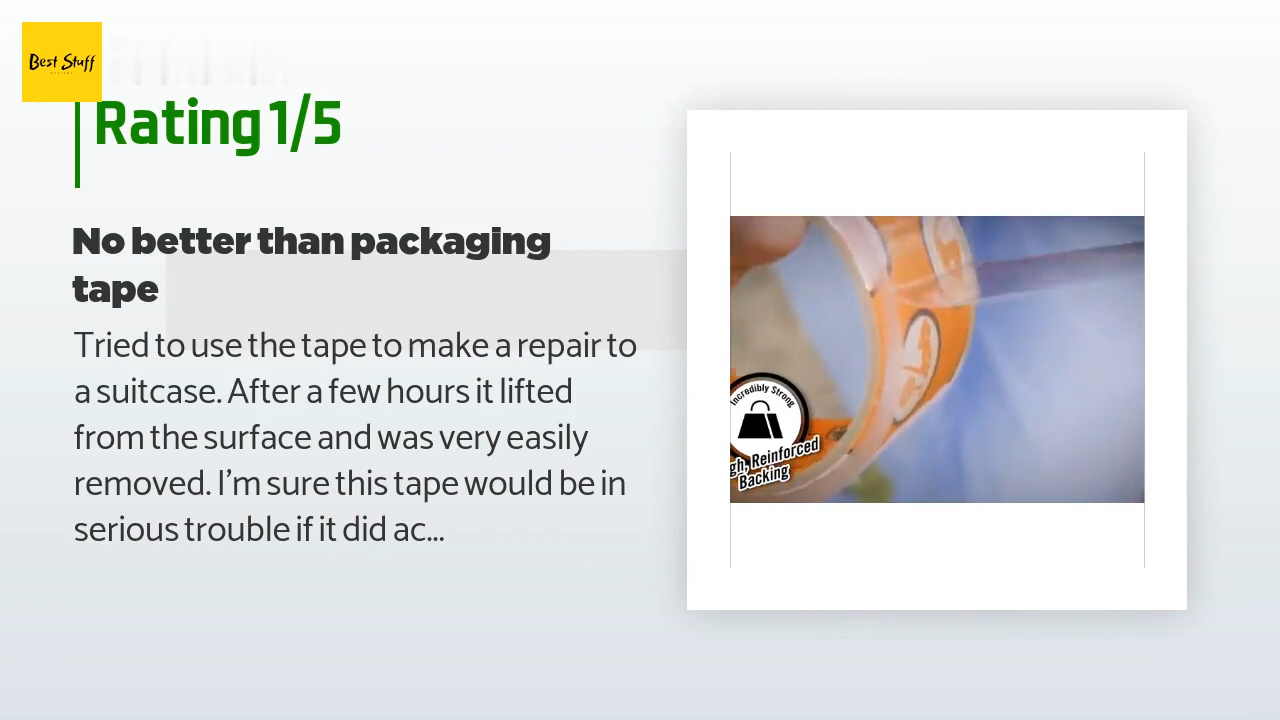 Best Stuff
Rating 1/5
No better than packaging
tape
Tried to use the tape to make a repair to
a suitcase. After a few hours it lifted
from the surface and was very easily
removed. I'm sure this tape would be in
serious trouble if it did ac...
Incredibly Strong
gh, Reinforced
Backing